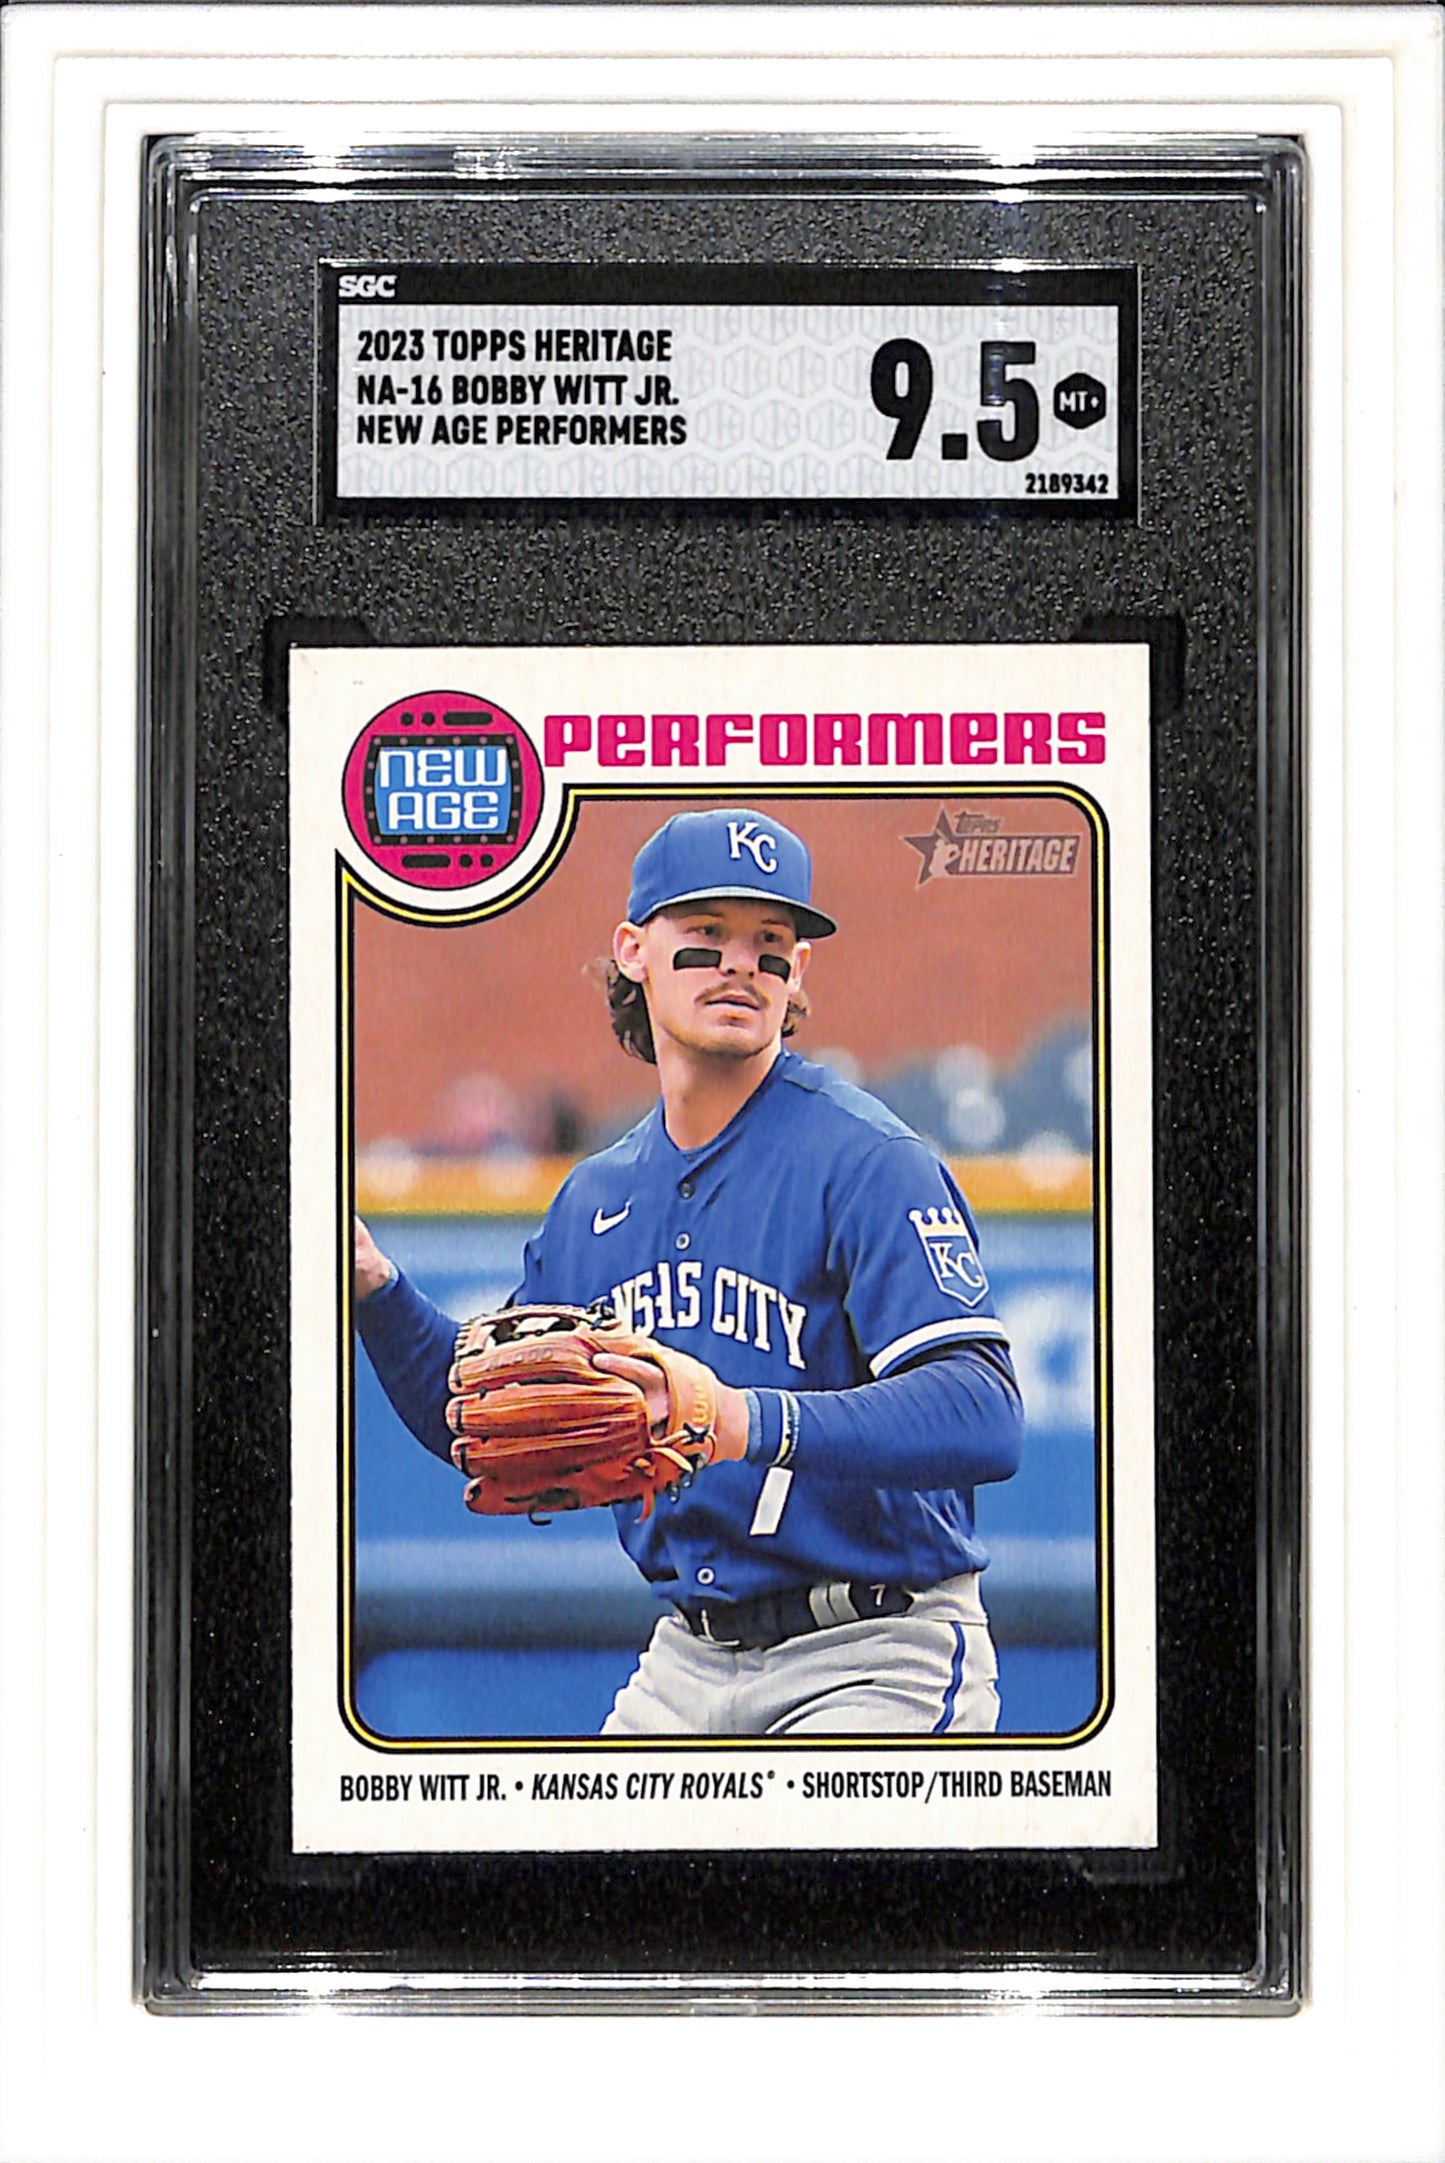 SGC
2023 TOPPS HERITAGE
NA-16 BOBBY WITT JR.
NEW AGE PERFORMERS
9.5 MT+
2189342
NEW AGE
PERFORMERS
TOPPS
HERITAGE
KC
KC
NSAS CITY
7
BOBBY WITT JR. • KANSAS CITY ROYALS® • SHORTSTOP/THIRD BASEMAN